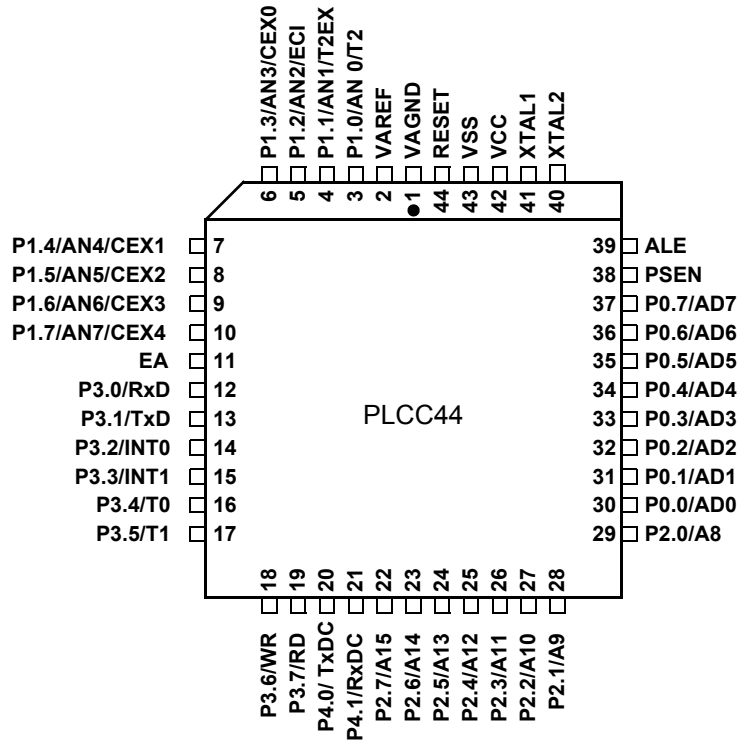 P1.3/AN3/CEX0
P1.2/AN2/ECI
P1.1/AN1/T2EX
P1.0/AN 0/T2
VAREF
VAGND
RESET
VSS
VCC
XTAL1
XTAL2
6 5 4 3 2 1 44 43 42 41 40
P1.4/AN4/CEX1 7
P1.5/AN5/CEX2 8
P1.6/AN6/CEX3 9
P1.7/AN7/CEX4 10
EA 11
P3.0/RxD 12
P3.1/TxD 13
P3.2/INT0 14
P3.3/INT1 15
P3.4/T0 16
P3.5/T1 17
PLCC44
39 ALE
38 PSEN
37 P0.7/AD7
36 P0.6/AD6
35 P0.5/AD5
34 P0.4/AD4
33 P0.3/AD3
32 P0.2/AD2
31 P0.1/AD1
30 P0.0/AD0
29 P2.0/A8
18 19 20 21 22 23 24 25 26 27 28
P3.6/WR
P3.7/RD
P4.0/ TxDC
P4.1/RxDC
P2.7/A15
P2.6/A14
P2.5/A13
P2.4/A12
P2.3/A11
P2.2/A10
P2.1/A9